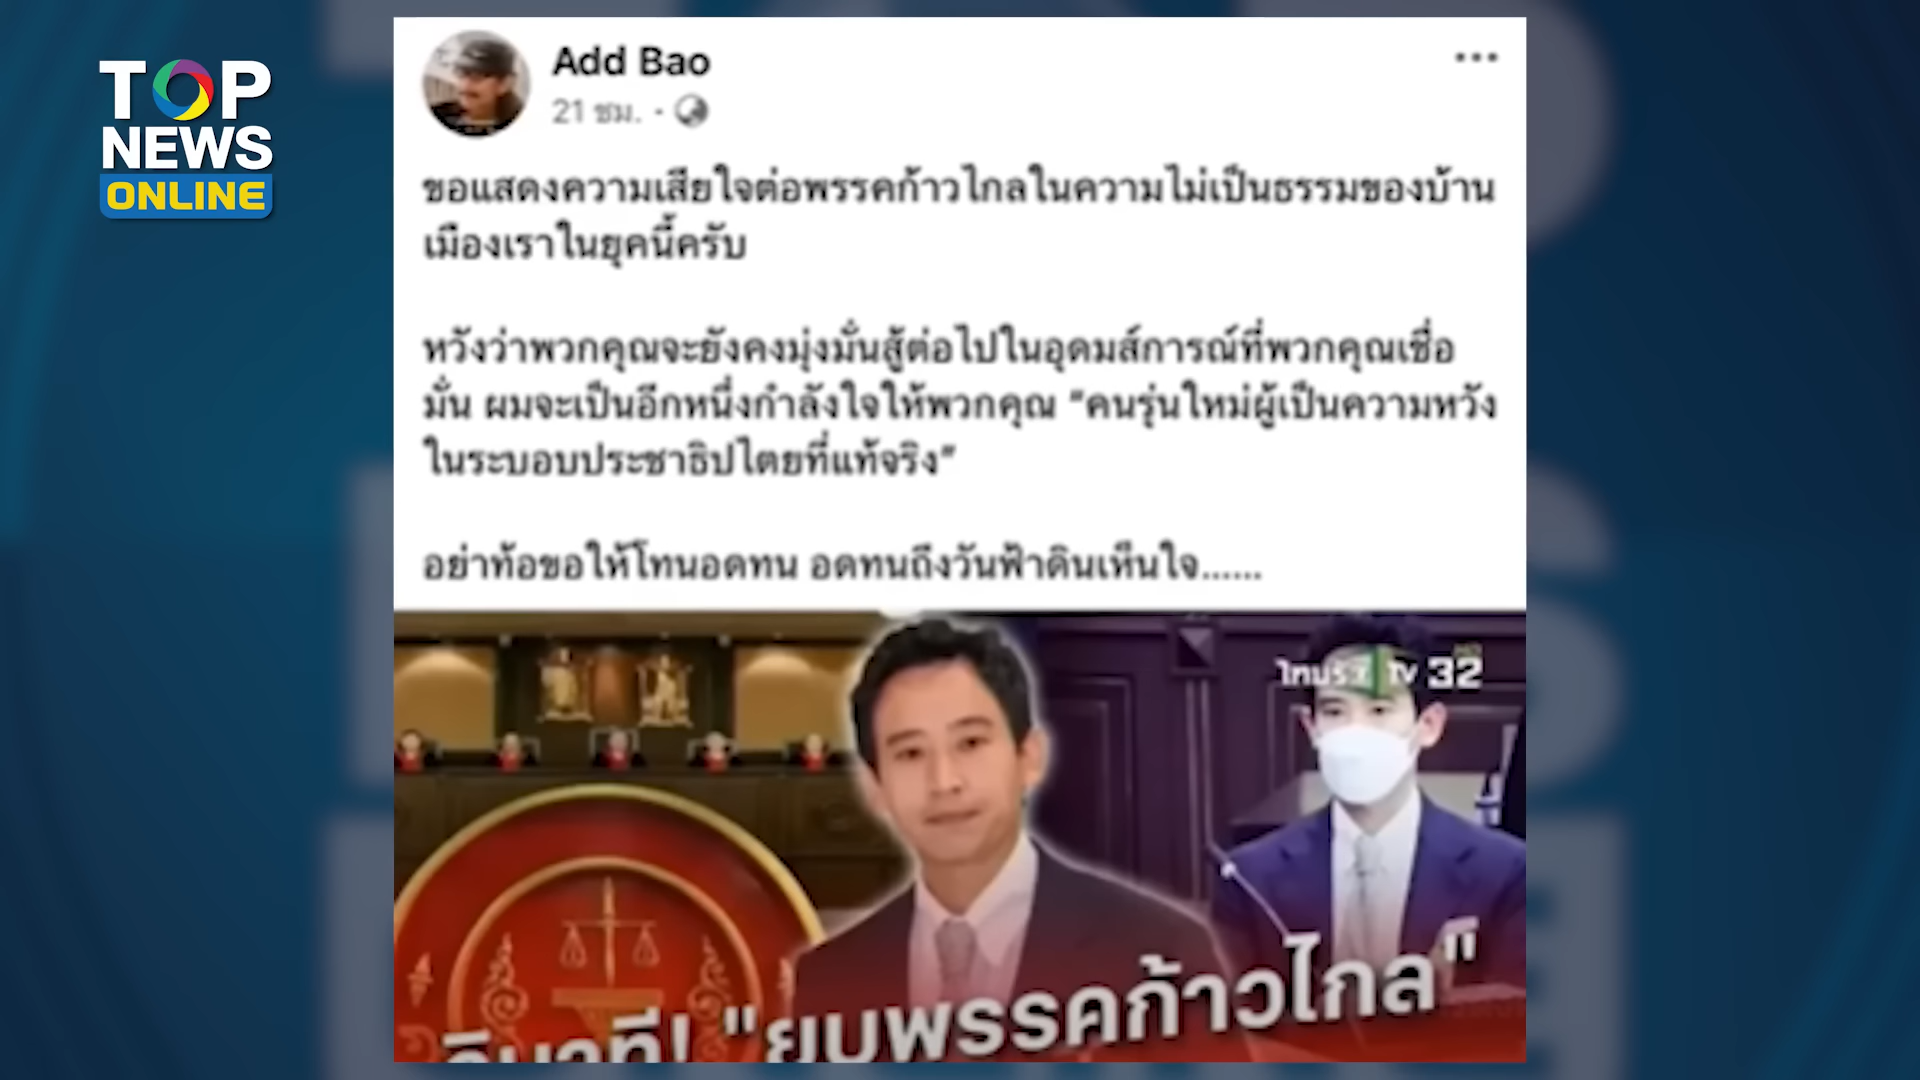 TOP
NEWS
ONLINE
Add Bao
21 ชม.
ขอแสดงความเสียใจต่อพรรคก้าวไกลในความไม่เป็นธรรมของบ้าน
เมืองเราในยุคนี้ครับ
หวังว่าพวกคุณจะยังคงมุ่งมั่นสู้ต่อไปในอุดมส์การณ์ที่พวกคุณเชื่อ
มั่น ผมจะเป็นอีกหนึ่งกำลังใจให้พวกคุณ "คนรุ่นใหม่ผู้เป็นความหวัง
ในระบอบประชาธิปไตยที่แท้จริง"
อย่าท้อขอให้โทนอดทน อดทนถึงวันฟ้าดินเห็นใจ......
ไทยรัฐ TV 32
"ยุบพรรคก้าวไกล"